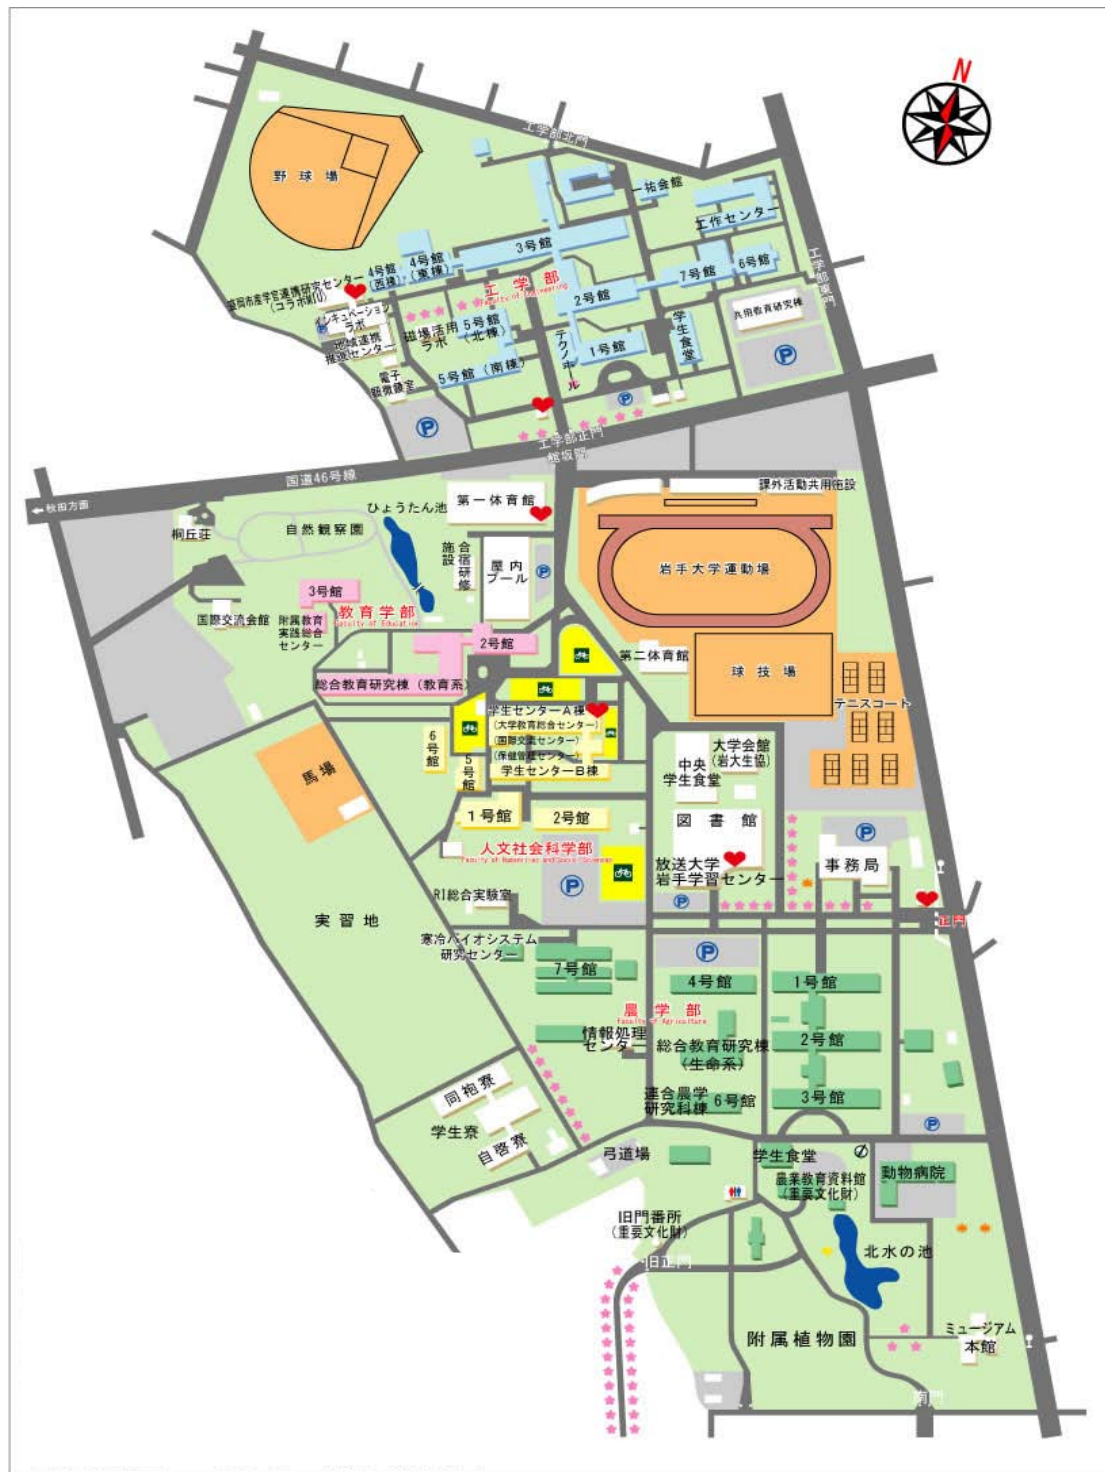 N
工学部北門
野球場
一祐会館
工作センター
3号館
4号館
(東棟)
4号館
(西棟)
盛岡市産学官連携研究センター
(コラボMIU)
7号館
6号館
工学部東門
工学部
Faculty of Engineering
2号館
共用教育研究棟
インキュベーション
ラボ
磁場活用
ラボ
5号館
(北棟)
テクノホール
1号館
学生
食堂
地域連携
推進センター
P
電子
顕微鏡室
5号館(南棟)
P
P
P
工学部正門
館坂門
国道46号線
←秋田方面
第一体育館
課外活動共用施設
ひょうたん池
桐丘荘
自然観察園
合宿研修
施設
屋内
プール
P
岩手大学運動場
3号館
国際交流会館
附属教育
実践総合
センター
教育学部
Faculty of Education
2号館
第二体育館
球技場
総合教育研究棟(教育系)
学生センターA棟
(大学教育総合センター)
(国際交流センター)
(保健管理センター)
学生センターB棟
テニスコート
6号館
5号館
大学会館
(岩大生協)
中央
学生食堂
馬場
1号館
2号館
図書館
人文社会科学部
Faculty of Humanities and Social Sciences
P
放送大学
岩手学習センター
P
事務局
P
RI総合実験室
正門
実習地
寒冷バイオシステム
研究センター
7号館
P
4号館
1号館
農学部
Faculty of Agriculture
情報処理
センター
総合教育研究棟
(生命系)
2号館
連合農学
研究科棟
6号館
3号館
P
同袍寮
学生寮
自啓寮
弓道場
学生食堂
農業教育資料館
(重要文化財)
動物病院
旧門番所
(重要文化財)
旧正門
北水の池
附属植物園
ミュージアム
本館
南門